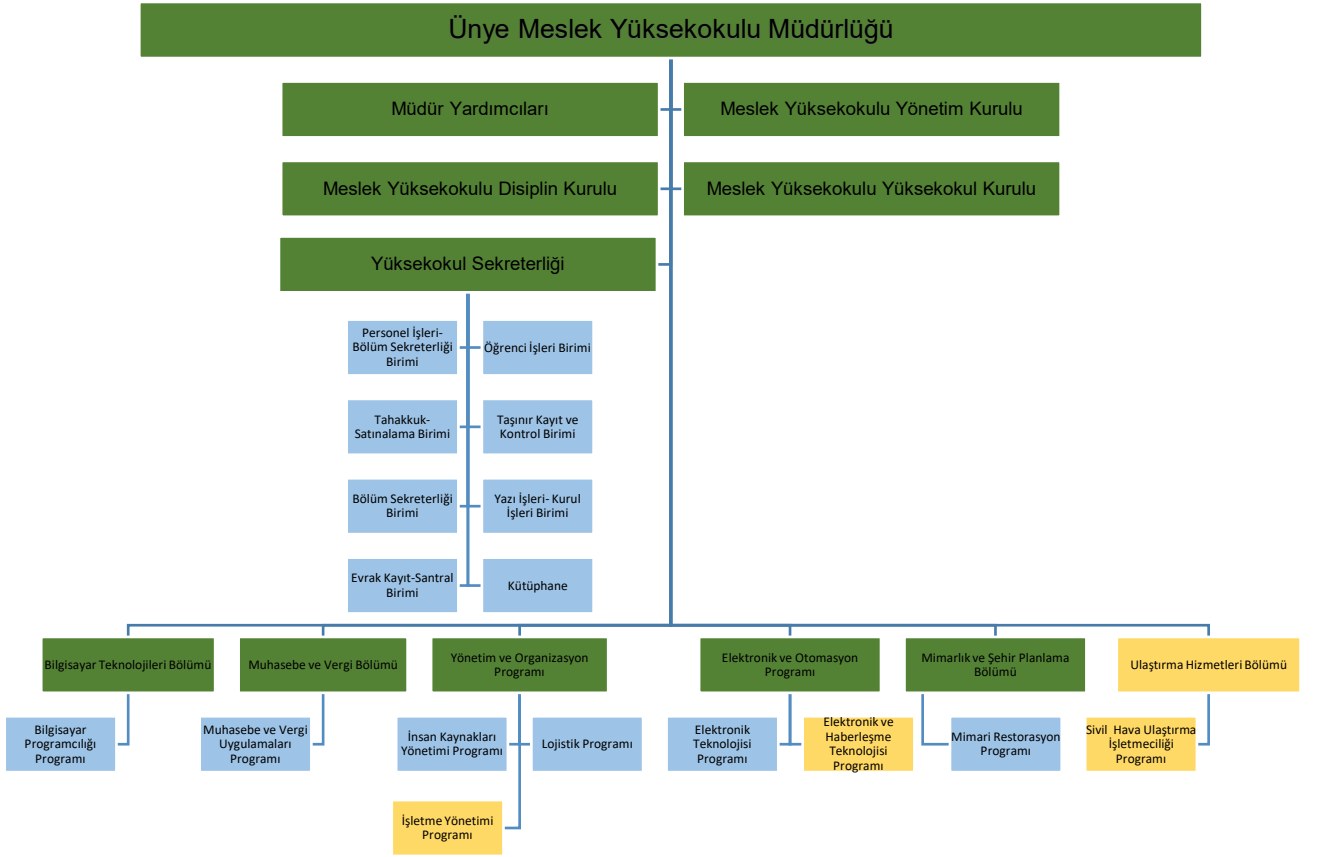 Ünye Meslek Yüksekokulu Müdürlüğü
Müdür Yardımcıları
Meslek Yüksekokulu Yönetim Kurulu
Meslek Yüksekokulu Disiplin Kurulu
Meslek Yüksekokulu Yüksekokul Kurulu
Yüksekokul Sekreterliği
Personel İşleri-
Bölüm Sekreterliği
Birimi
Öğrenci İşleri Birimi
Tahakkuk-
Satınalama Birimi
Taşınır Kayıt ve
Kontrol Birimi
Bölüm Sekreterliği
Birimi
Yazı İşleri- Kurul
İşleri Birimi
Evrak Kayıt-Santral
Birimi
Kütüphane
Bilgisayar Teknolojileri Bölümü
Muhasebe ve Vergi Bölümü
Yönetim ve Organizasyon
Programı
Elektronik ve Otomasyon
Programı
Mimarlık ve Şehir Planlama
Bölümü
Ulaştırma Hizmetleri Bölümü
Bilgisayar
Programcılığı
Programı
Muhasebe ve Vergi
Uygulamaları
Programı
İnsan Kaynakları
Yönetimi Programı
Lojistik Programı
Elektronik
Teknolojisi
Programı
Elektronik ve
Haberleşme
Teknolojisi
Programı
Mimari Restorasyon
Programı
Sivil Hava Ulaştırma
İşletmeciliği
Programı
İşletme Yönetimi
Programı